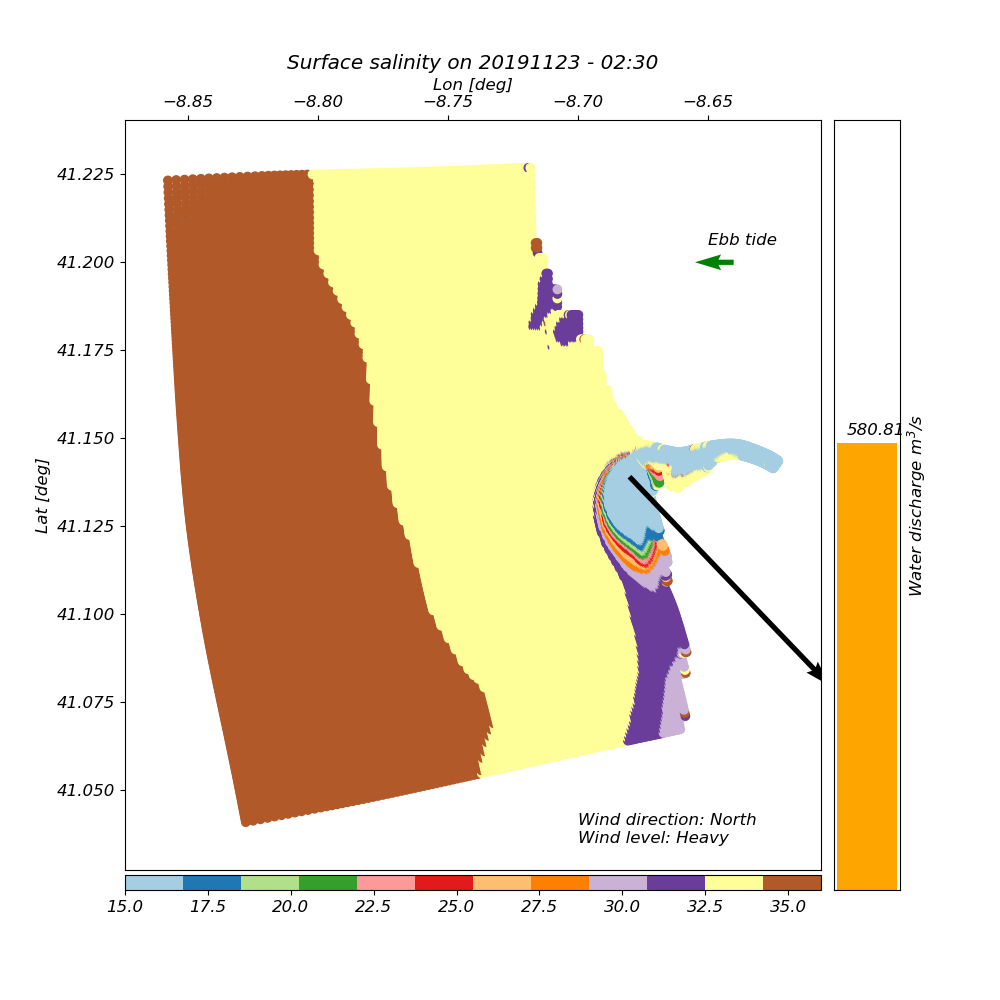 Surface salinity on 20191123 - 02:30
Lon [deg]
−8.85 −8.80 −8.75 −8.70 −8.65
41.225
41.200
41.175
41.150
41.125
41.100
41.075
41.050
Lat [deg]
Ebb tide
580.81
Water discharge m³/s
Wind direction: North
Wind level: Heavy
15.0 17.5 20.0 22.5 25.0 27.5 30.0 32.5 35.0